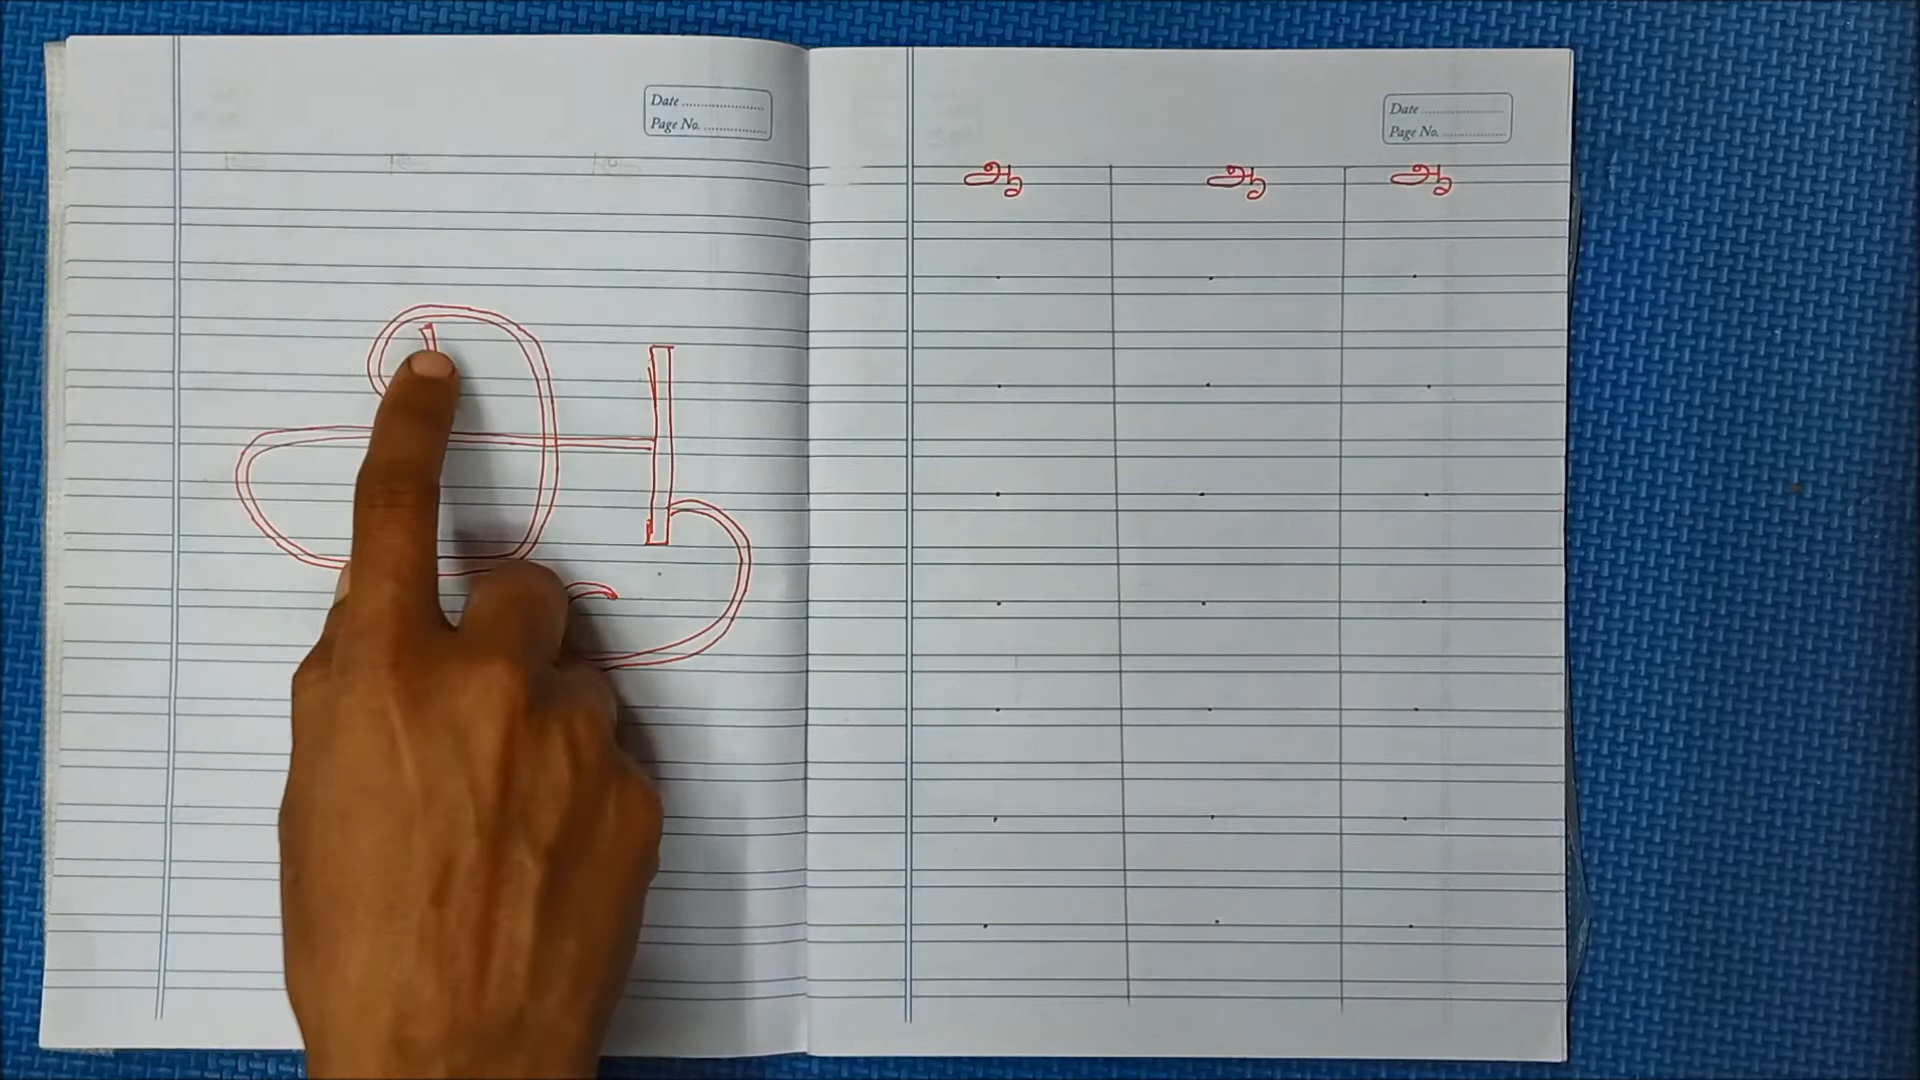 Date
Page No.
ஆ
Date
Page No.
ஆ ஆ ஆ